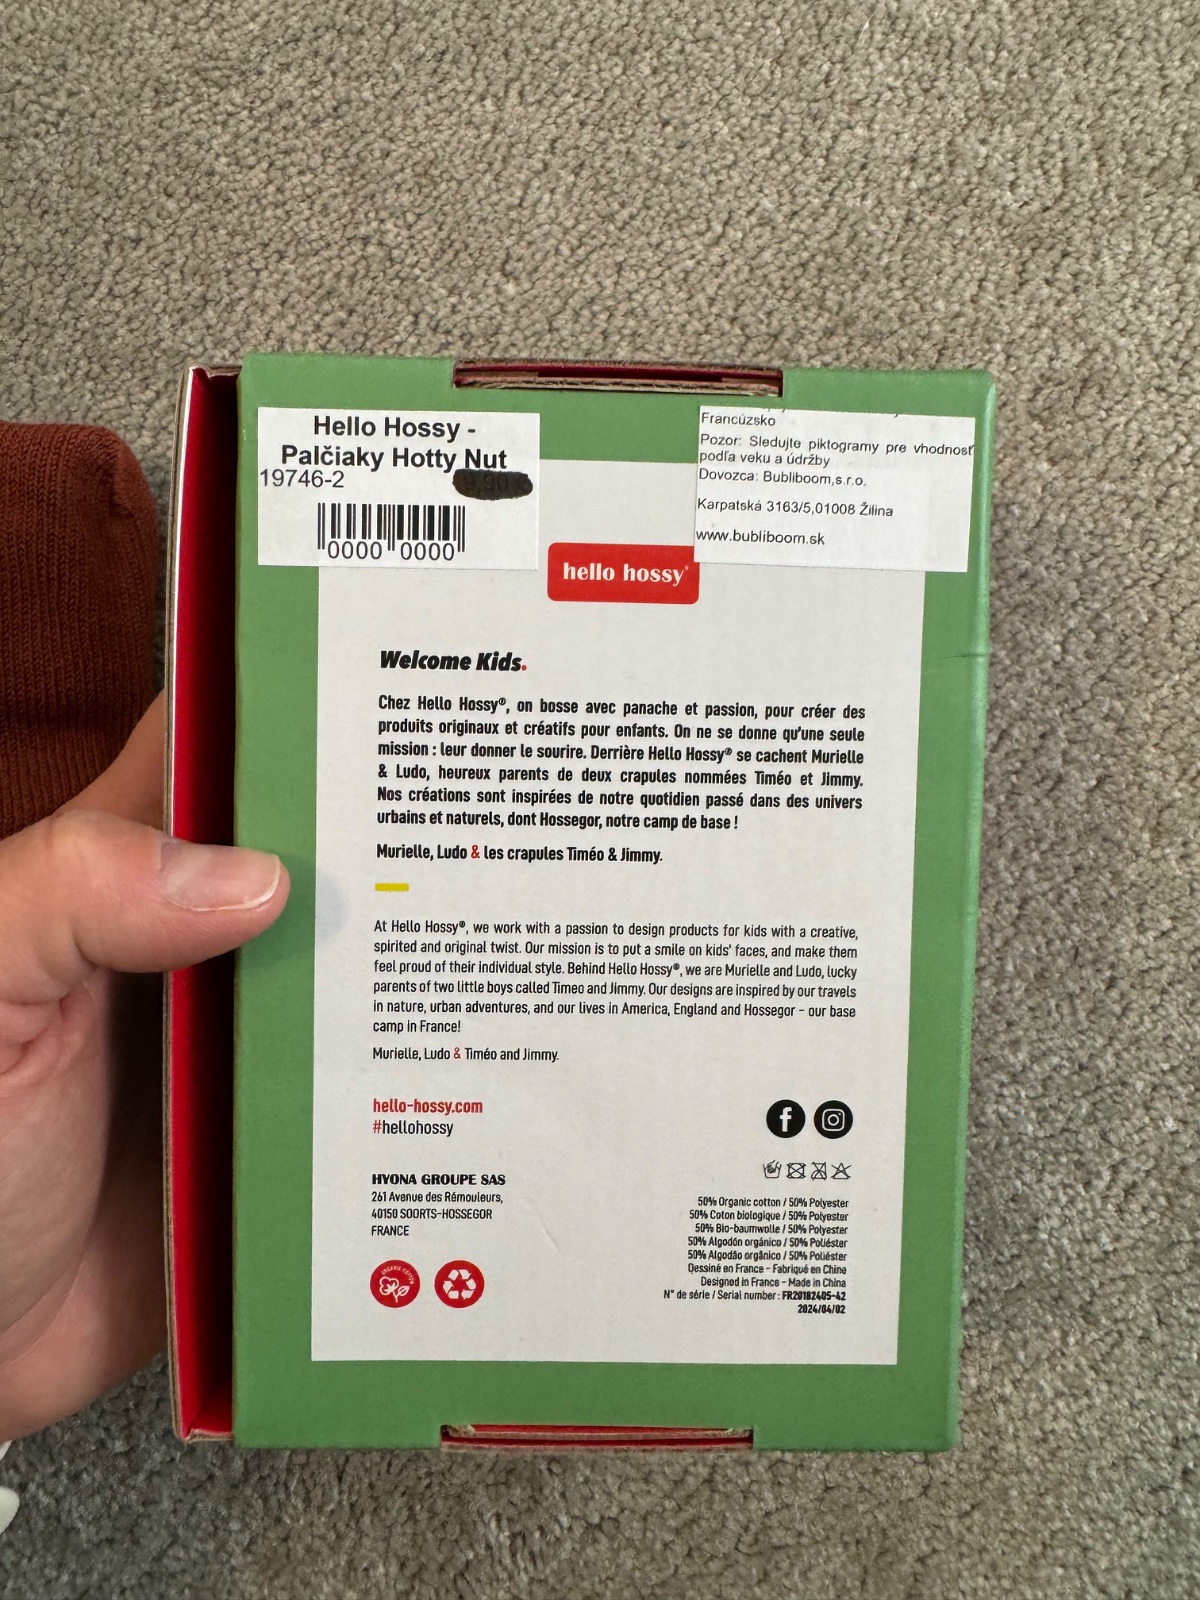 Hello Hossy -
Palčiaky Hotty Nut
19746-2
0000 0000
Francúzsko
Pozor: Sledujte piktogramy pre vhodnosť
podľa veku a údržby
Dovozca: Bubliboom,s.r.o.
Karpatská 3163/5,01008 Žilina
www.bubliboom.sk
hello hossy®
Welcome Kids.
Chez Hello Hossy®, on bosse avec panache et passion, pour créer des
produits originaux et créatifs pour enfants. On ne se donne qu'une seule
mission : leur donner le sourire. Derrière Hello Hossy® se cachent Murielle
& Ludo, heureux parents de deux crapules nommées Timéo et Jimmy.
Nos créations sont inspirées de notre quotidien passé dans des univers
urbains et naturels, dont Hossegor, notre camp de base !
Murielle, Ludo & les crapules Timéo & Jimmy.
At Hello Hossy®, we work with a passion to design products for kids with a creative,
spirited and original twist. Our mission is to put a smile on kids' faces, and make them
feel proud of their individual style. Behind Hello Hossy®, we are Murielle and Ludo, lucky
parents of two little boys called Timeo and Jimmy. Our designs are inspired by our travels
in nature, urban adventures, and our lives in America, England and Hossegor – our base
camp in France!
Murielle, Ludo & Timéo and Jimmy.
hello-hossy.com
#hellohossy
HYONA GROUPE SAS
261 Avenue des Rémouleurs,
40150 SOORTS-HOSSEGOR
FRANCE
ORGANIC COTTON
50% Organic cotton / 50% Polyester
50% Coton biologique / 50% Polyester
50% Bio-baumwolle / 50% Polyester
50% Algodón orgánico / 50% Poliéster
50% Algodão orgânico / 50% Poliéster
Dessiné en France - Fabriqué en Chine
Designed in France - Made in China
N° de série / Serial number : FR20182405-42
2024/04/02